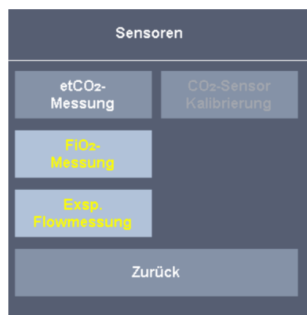 Sensoren
etCO₂-
Messung
CO₂-Sensor
Kalibrierung
FIO₂-
Messung
Exsp.
Flowmessung
Zurück